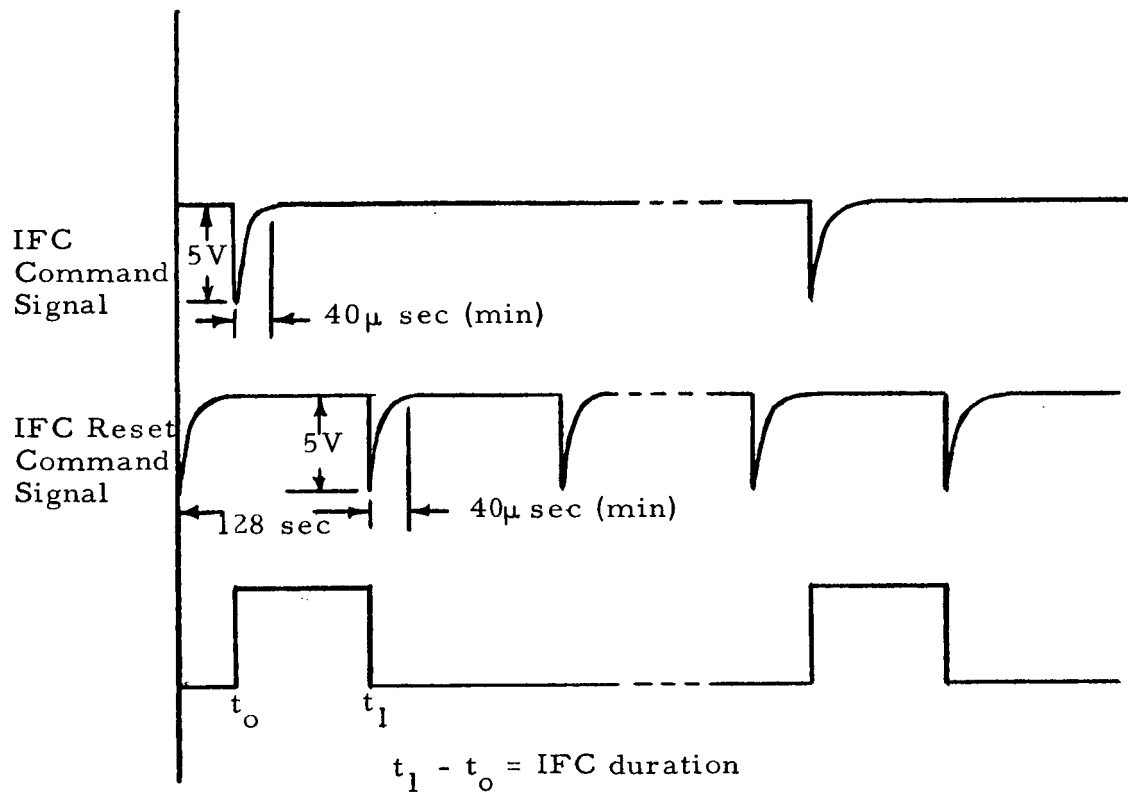 IFC
Command
Signal
5V
40μ sec (min)
IFC Reset
Command
Signal
5V
128 sec
40μ sec (min)
t_o
t_1
t_1 - t_o = IFC duration